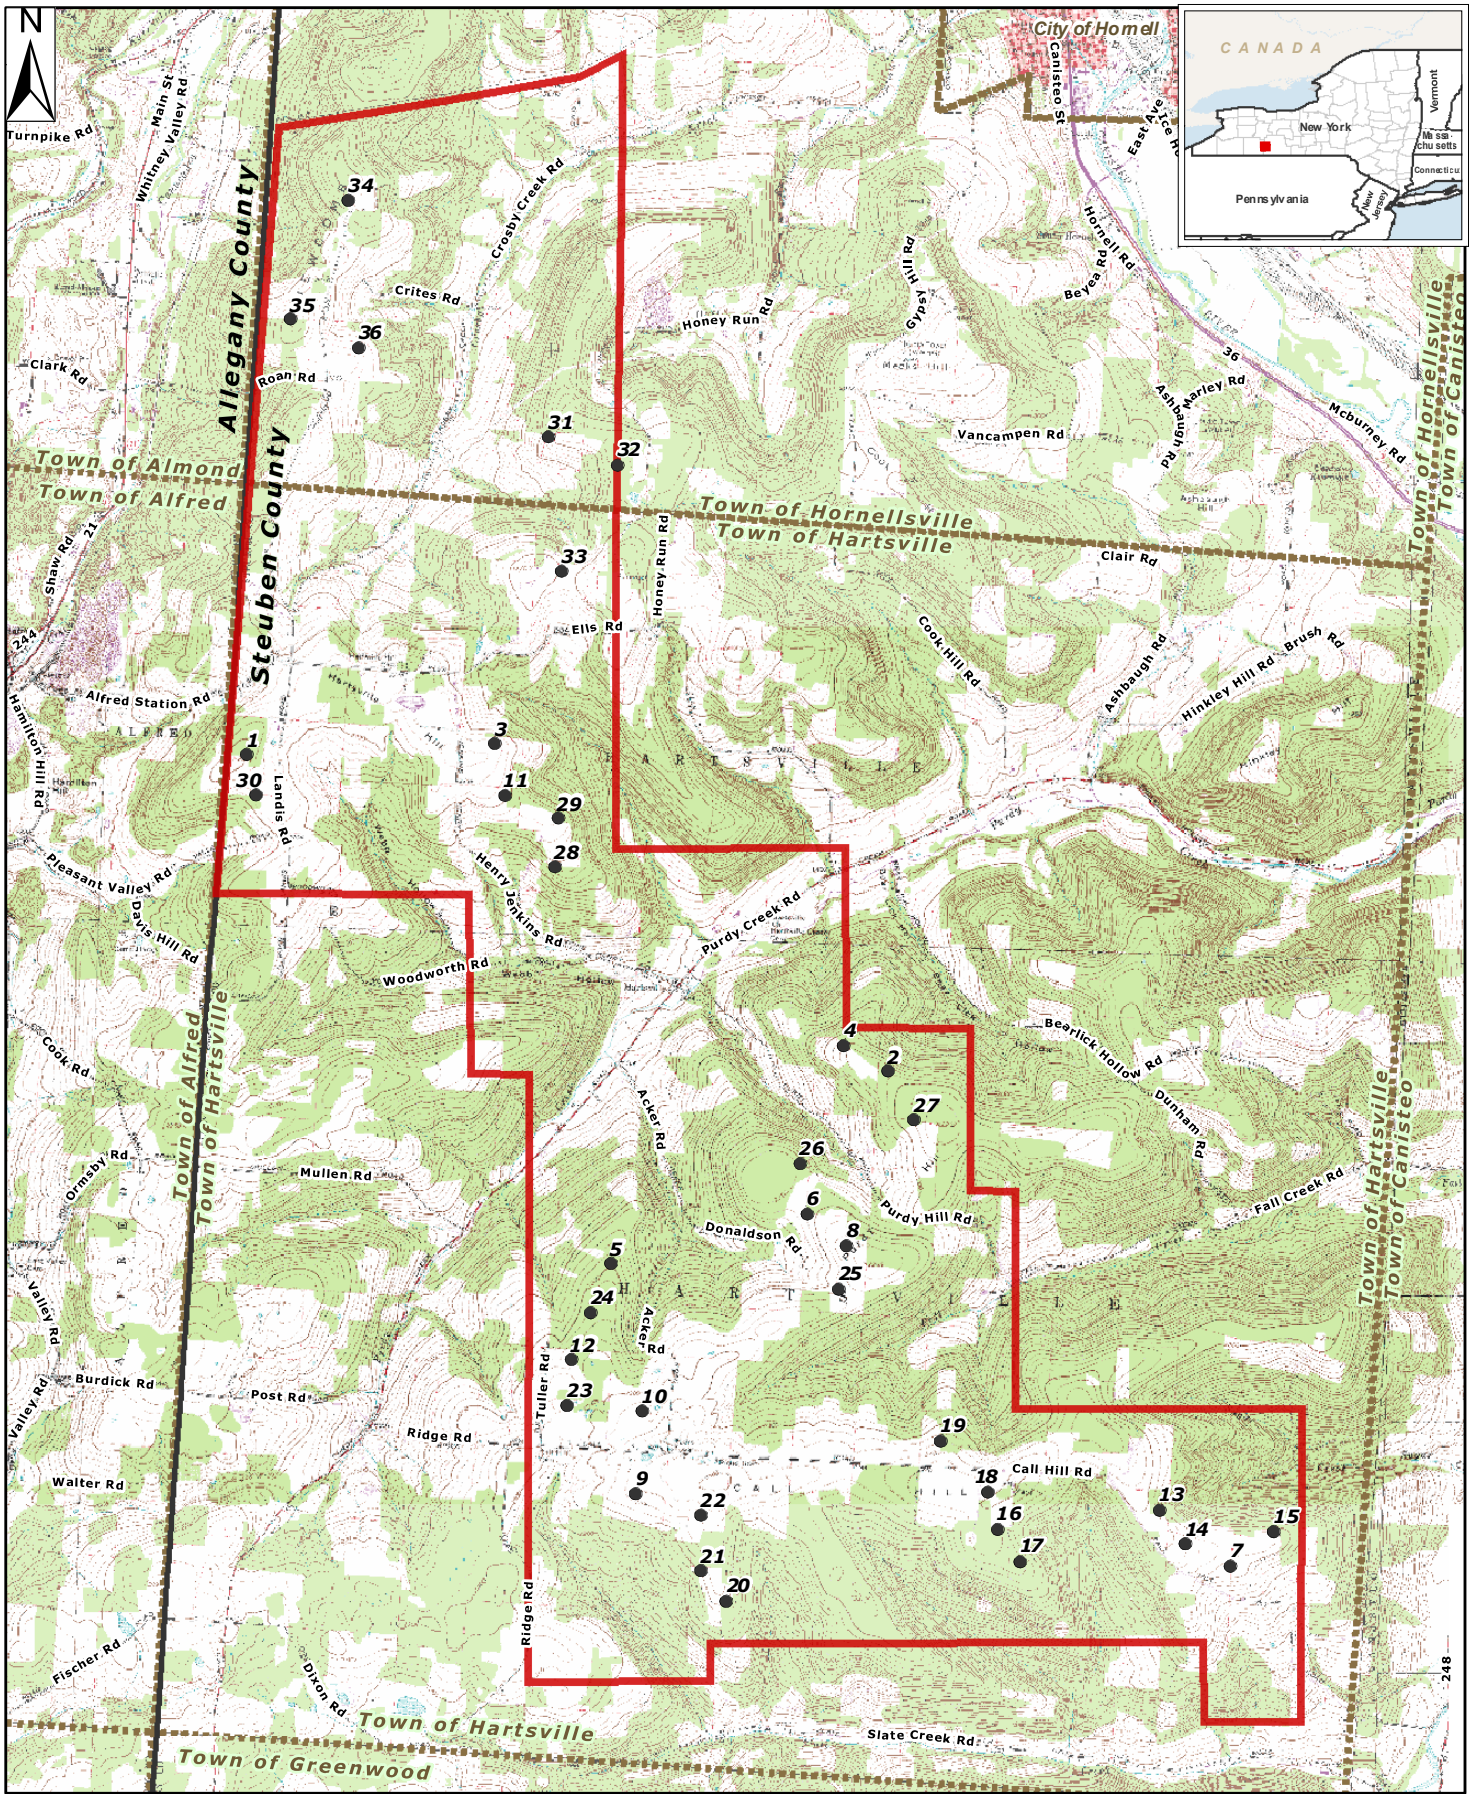 N
City of Hornell
CANADA
Vermont
New York
Massa-
chusetts
Connecticu
Pennsylvania
New
Jersey
Turnpike Rd
Main St
Whitney Valley Rd
Canisteo St
East Ave
Ice Ho
Allegany County
Steuben County
34
Crosby Creek Rd
Crites Rd
35
36
Roan Rd
Clark Rd
Honey Run Rd
Gypsy Hill Rd
Hornell Rd
Beyea Rd
36
Marley Rd
Ashbaugh Rd
Mcburney Rd
Vancampen Rd
Town of Hornellsville
Town of Canisteo
31
32
Town of Almond
Town of Alfred
Town of Hornellsville
Town of Hartsville
Clair Rd
Shaw Rd
21
244
33
Ells Rd
Honey Run Rd
Cook Hill Rd
Ashbaugh Rd
Hinkley Hill Rd
Brush Rd
Alfred Station Rd
Hamilton Hill Rd
ALFRED
HARTSVILLE
1
30
Landis Rd
3
11
29
28
Henry Jenkins Rd
Pleasant Valley Rd
Davis Hill Rd
Purdy Creek Rd
Woodworth Rd
Town of Alfred
Town of Hartsville
Cook Rd
4
2
27
Bearlick Hollow Rd
Dunham Rd
Town of Hartsville
Town of Canisteo
Acker Rd
Ormsby Rd
Mullen Rd
26
6
8
25
Purdy Hill Rd
Donaldson Rd
Fall Creek Rd
5
24
HARTSVILLE
12
23
Acker Rd
Tuller Rd
10
Valley Rd
Burdick Rd
Valley Rd
Post Rd
Ridge Rd
Walter Rd
19
Call Hill Rd
9
22
CALL
HILL
18
16
17
13
14
7
15
21
20
Ridge Rd
Fischer Rd
Dixon Rd
248
Town of Hartsville
Town of Greenwood
Slate Creek Rd